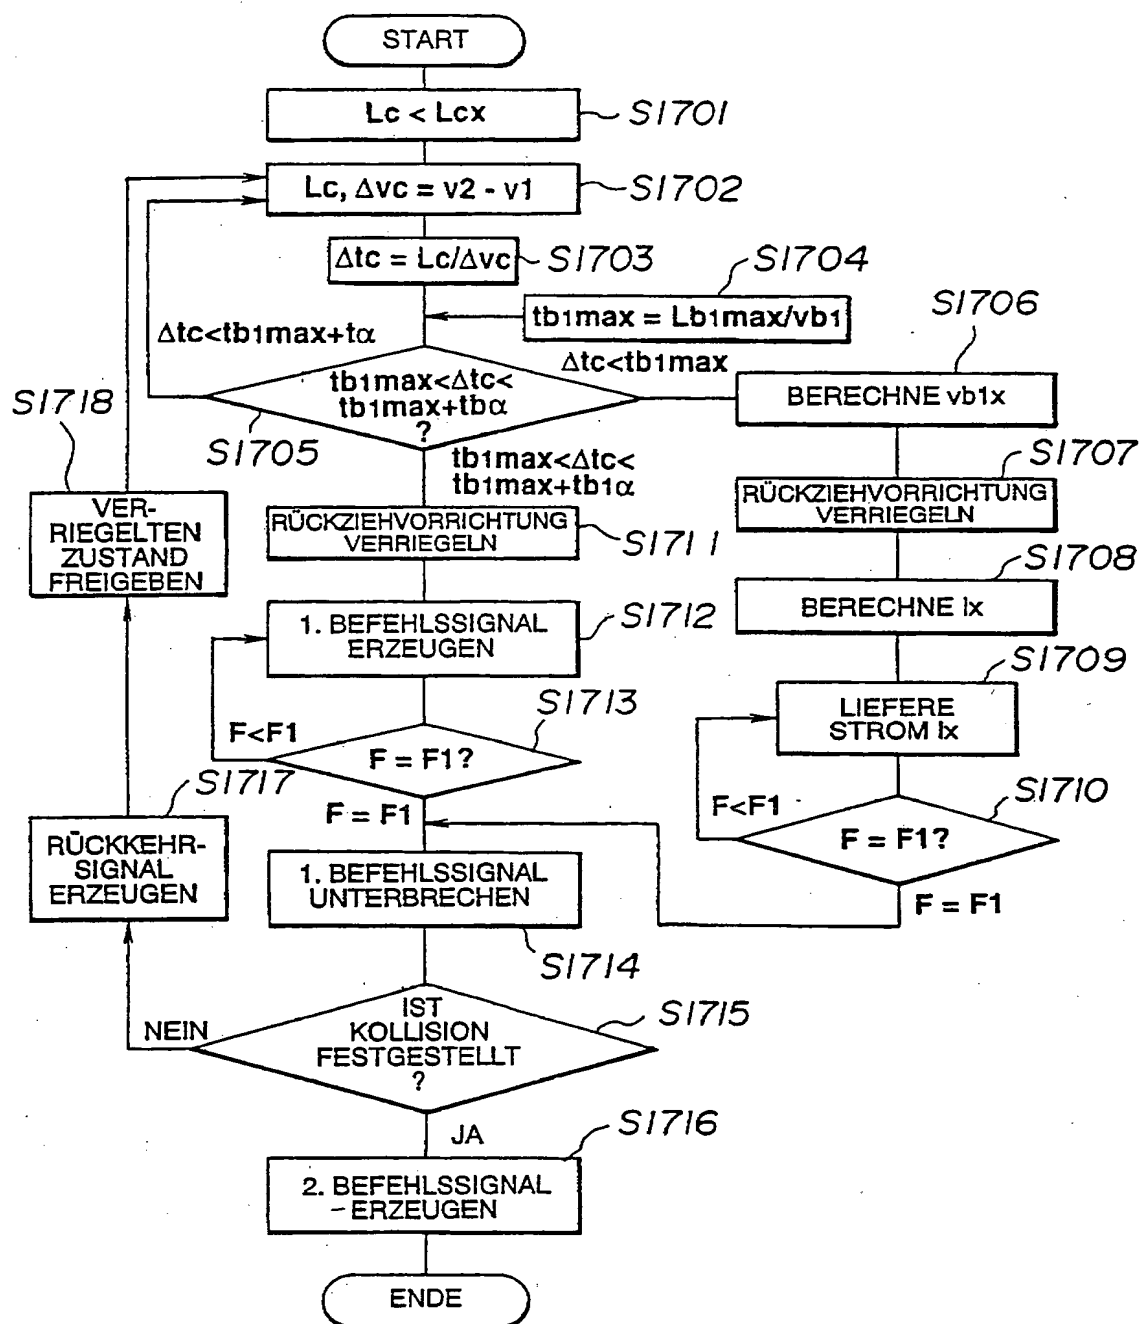 START
Lc < Lcx
S1701
Lc, Δvc = v2 - v1
S1702
Δtc = Lc/Δvc
S1703
S1704
tb1max = Lb1max/vb1
S1706
Δtc<tb1max+tα
Δtc<tb1max
tb1max<Δtc<
tb1max+tbα
?
BERECHNE vb1x
S1718
S1705
tb1max<Δtc<
tb1max+tb1α
S1707
VER-
RIEGELTEN
ZUSTAND
FREIGEBEN
RÜCKZIEHVORRICHTUNG
VERRIEGELN
S1711
RÜCKZIEHVORRICHTUNG
VERRIEGELN
S1708
1. BEFEHLSSIGNAL
ERZEUGEN
S1712
BERECHNE Ix
S1709
LIEFERE
STROM Ix
S1713
F<F1
F = F1?
S1717
F = F1
F<F1
S1710
F = F1?
RÜCKKEHR-
SIGNAL
ERZEUGEN
1. BEFEHLSSIGNAL
UNTERBRECHEN
F = F1
S1714
IST
KOLLISION
FESTGESTELLT
?
S1715
NEIN
JA
S1716
2. BEFEHLSSIGNAL
- ERZEUGEN
ENDE